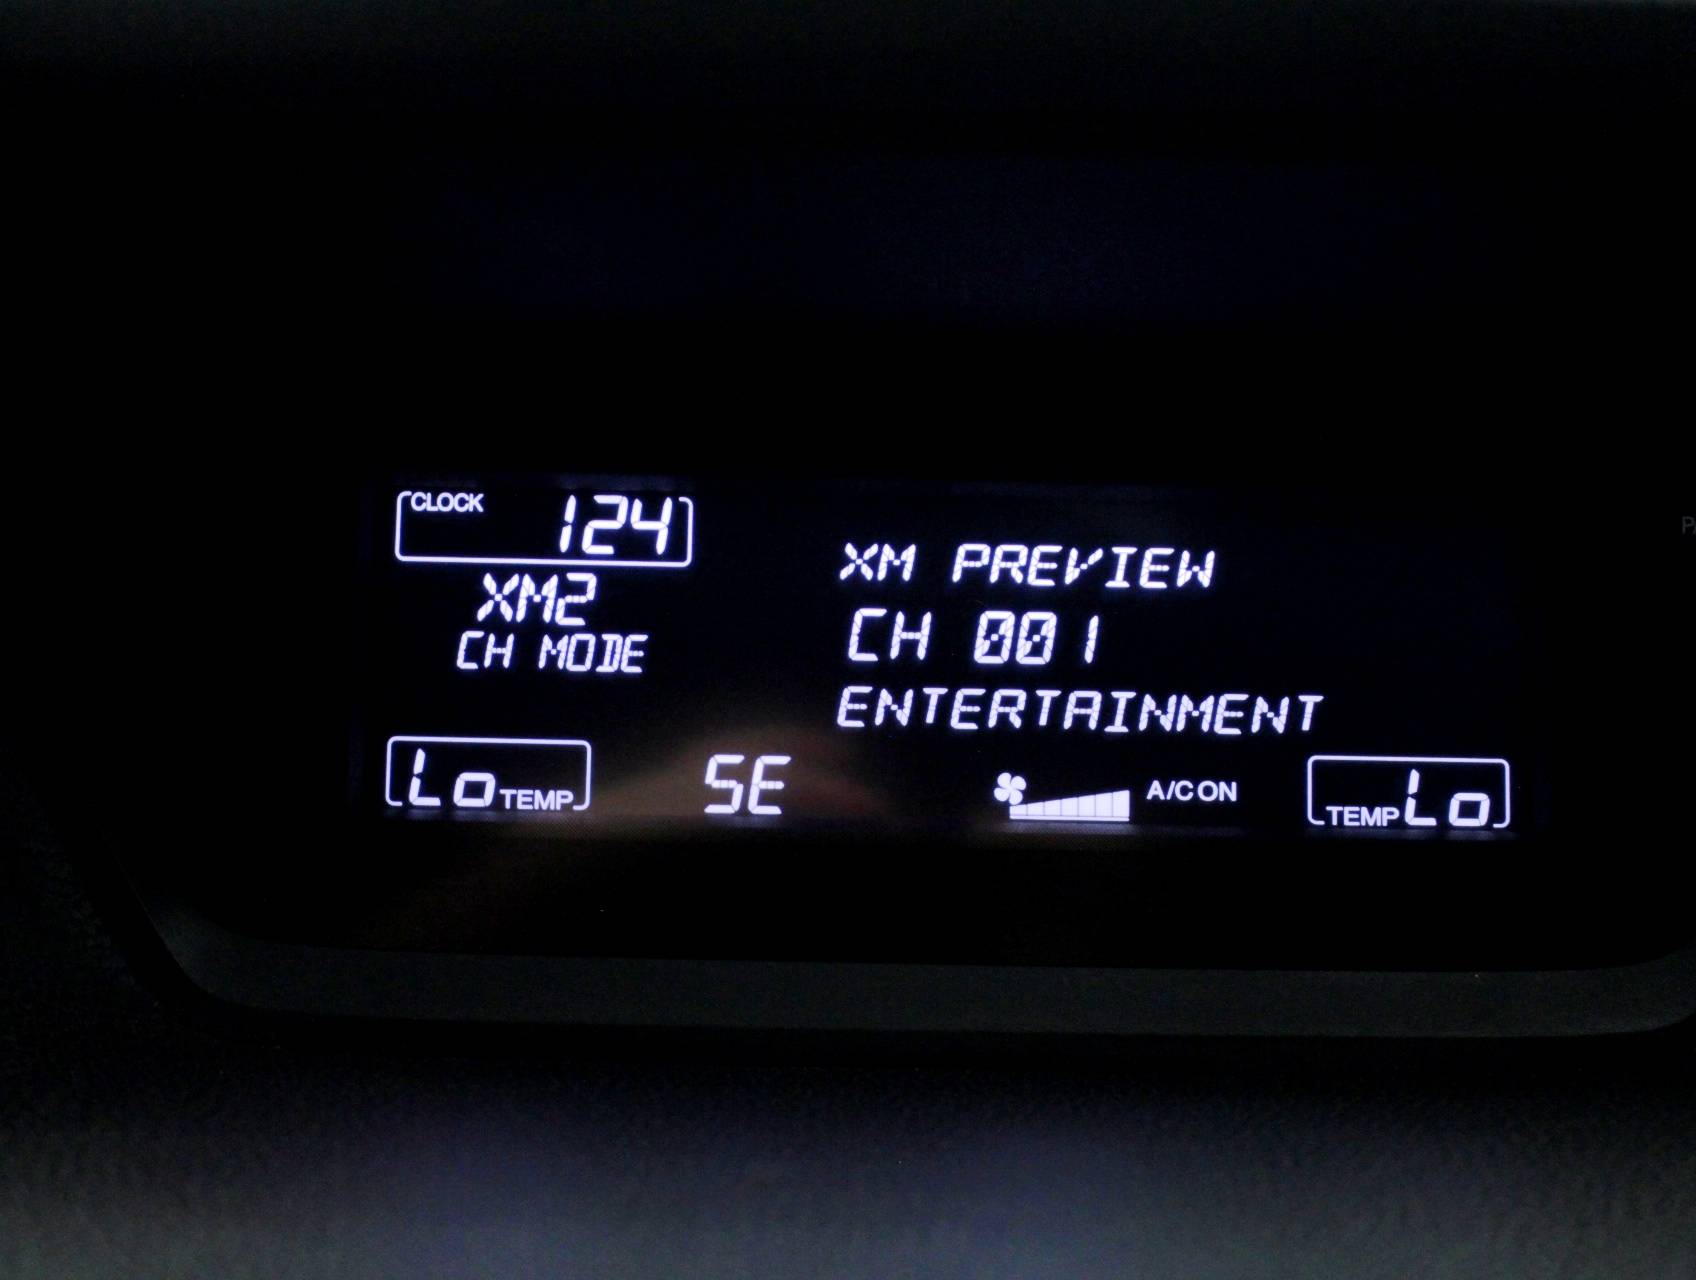 CLOCK 124
XM2
CH MODE
XM PREVIEW
CH 001
ENTERTAINMENT
Lo TEMP
SE
A/C ON
TEMP Lo